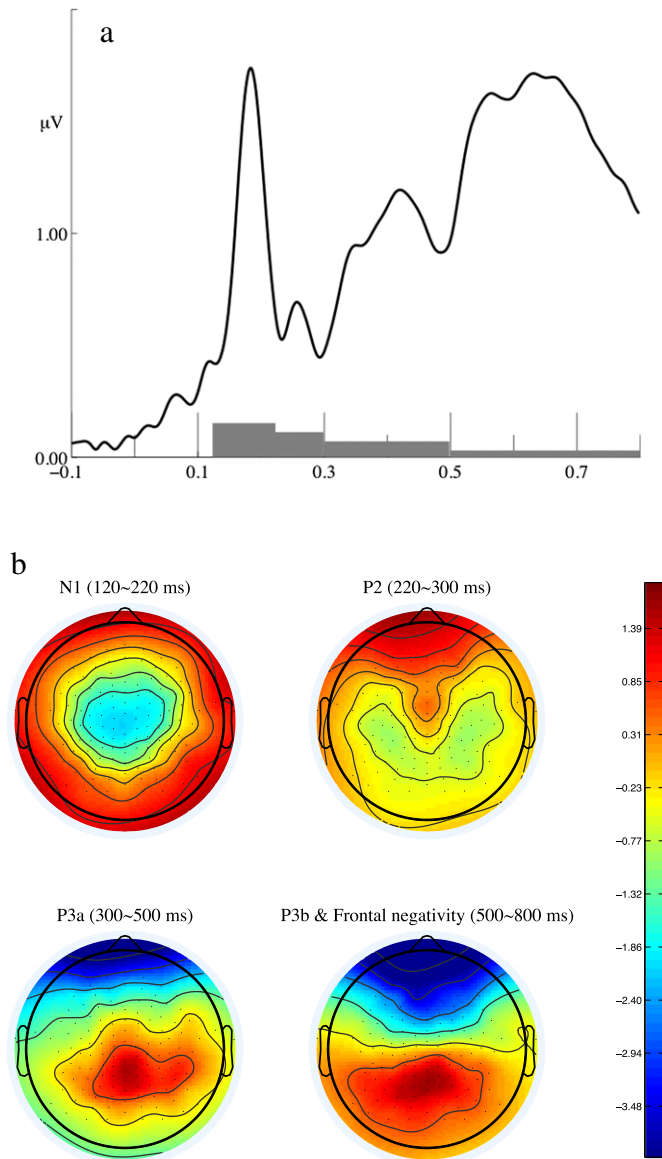 a
μV
1.00
0.00
−0.1 0.1 0.3 0.5 0.7
b
N1 (120~220 ms) P2 (220~300 ms)
1.39
0.85
0.31
−0.23
−0.77
−1.32
−1.86
−2.40
−2.94
−3.48
P3a (300~500 ms) P3b & Frontal negativity (500~800 ms)